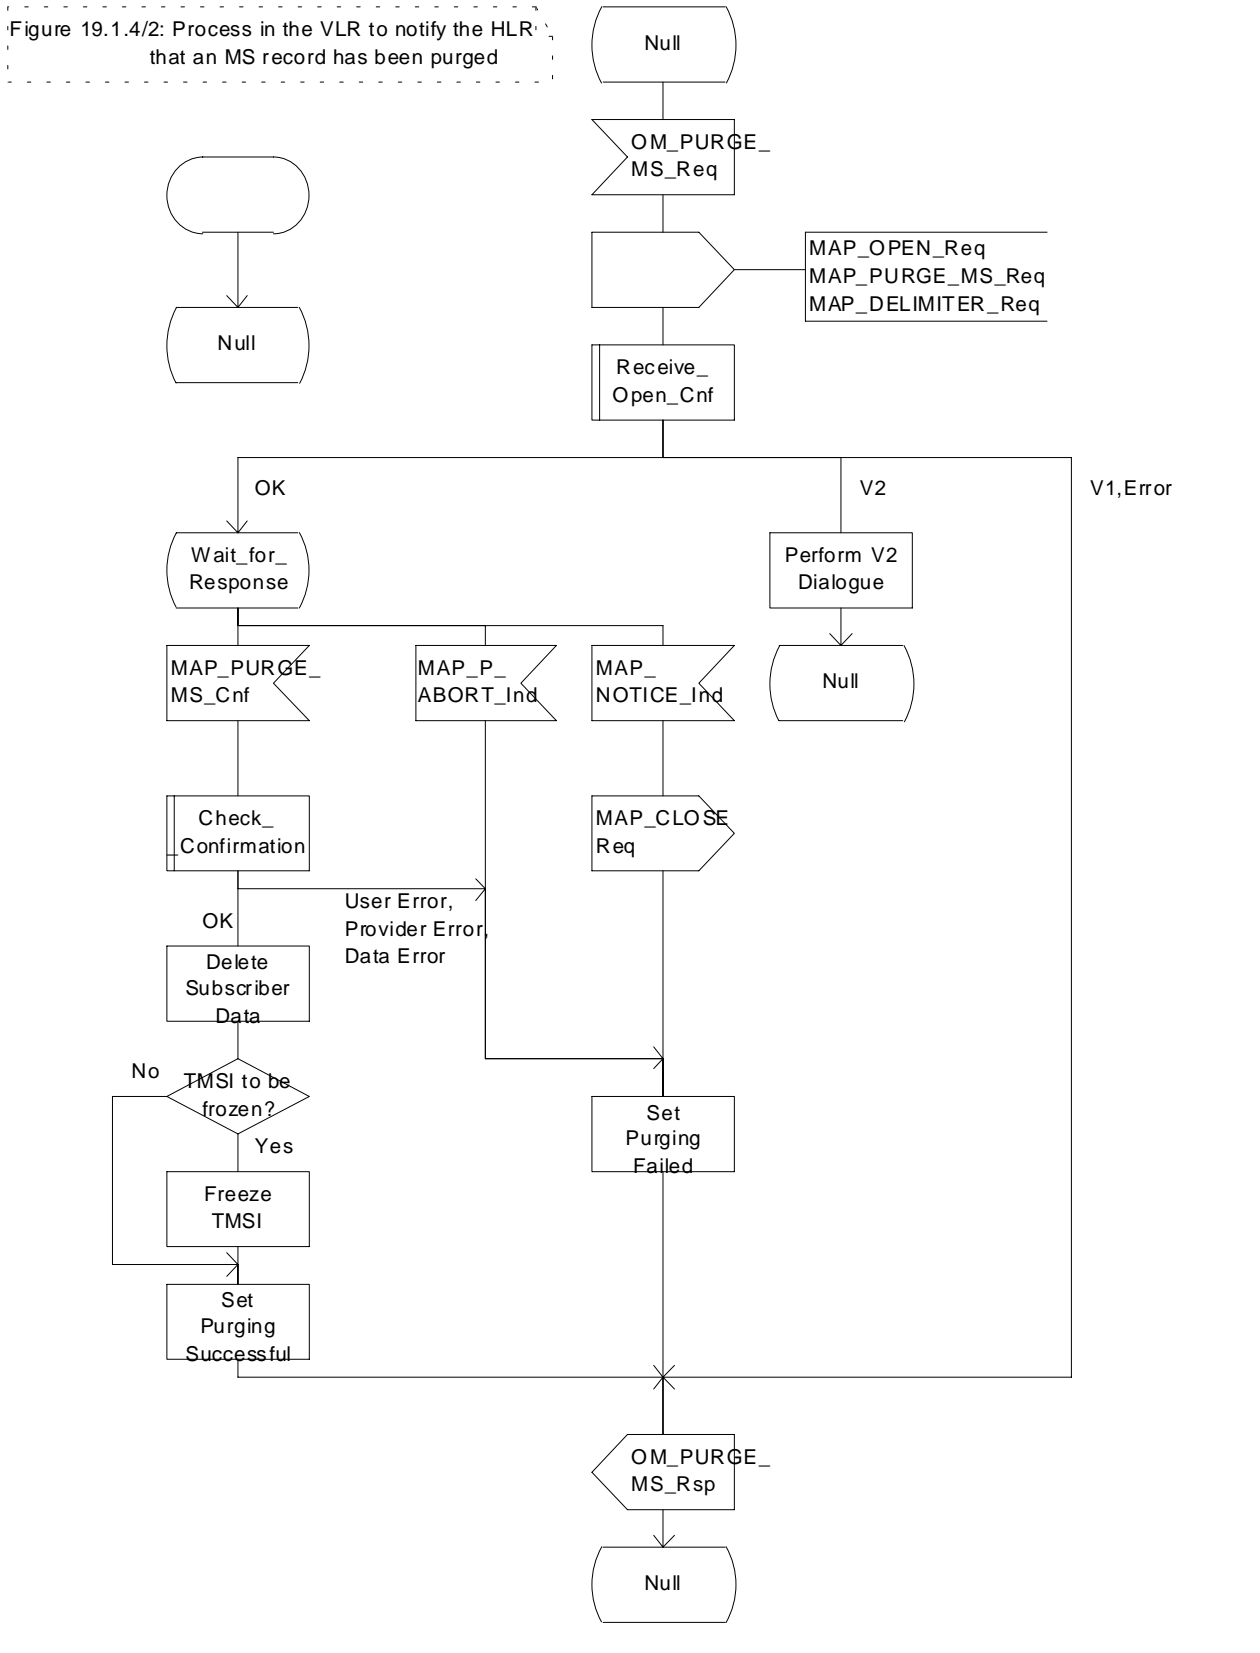 Figure 19.1.4/2: Process in the VLR to notify the HLR
that an MS record has been purged
Null
OM_PURGE_
MS_Req
MAP_OPEN_Req
MAP_PURGE_MS_Req
MAP_DELIMITER_Req
Null
Receive_
Open_Cnf
OK
V2
V1,Error
Wait_for_
Response
Perform V2
Dialogue
MAP_PURGE_
MS_Cnf
MAP_P_
ABORT_Ind
MAP_
NOTICE_Ind
Null
Check_
_Confirmation
MAP_CLOSE
Req
User Error,
Provider Error,
Data Error
OK
Delete
Subscriber
Data
No
TMSI to be
frozen?
Yes
Set
Purging
Failed
Freeze
TMSI
Set
Purging
Successful
OM_PURGE_
MS_Rsp
Null